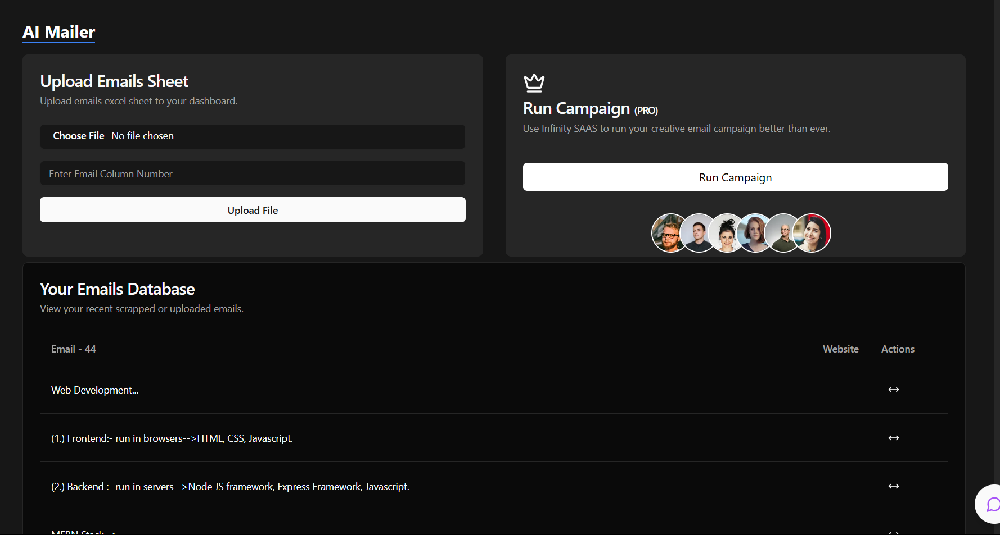 AI Mailer
Upload Emails Sheet
Upload emails excel sheet to your dashboard.
Choose File No file chosen
Enter Email Column Number
Upload File
Run Campaign (PRO)
Use Infinity SAAS to run your creative email campaign better than ever.
Run Campaign
Your Emails Database
View your recent scrapped or uploaded emails.
Email - 44 Website Actions
Web Development...
(1.) Frontend:- run in browsers-->HTML, CSS, Javascript.
(2.) Backend :- run in servers-->Node JS framework, Express Framework, Javascript.
MERN Stack-->